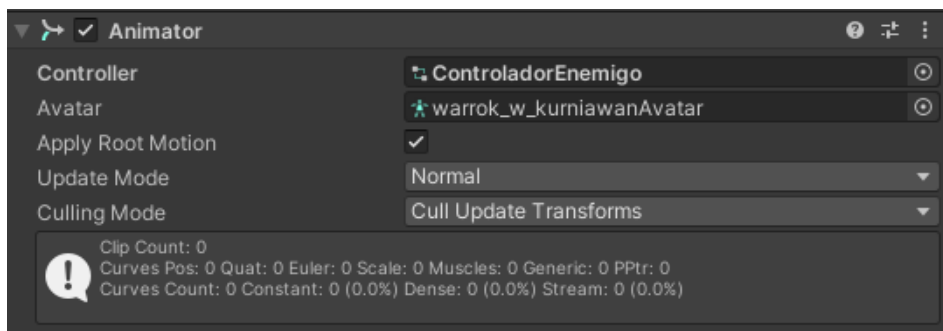 Animator
Controller ControladorEnemigo
Avatar warrok_w_kurniawanAvatar
Apply Root Motion
Update Mode Normal
Culling Mode Cull Update Transforms
Clip Count: 0
Curves Pos: 0 Quat: 0 Euler: 0 Scale: 0 Muscles: 0 Generic: 0 PPtr: 0
Curves Count: 0 Constant: 0 (0.0%) Dense: 0 (0.0%) Stream: 0 (0.0%)